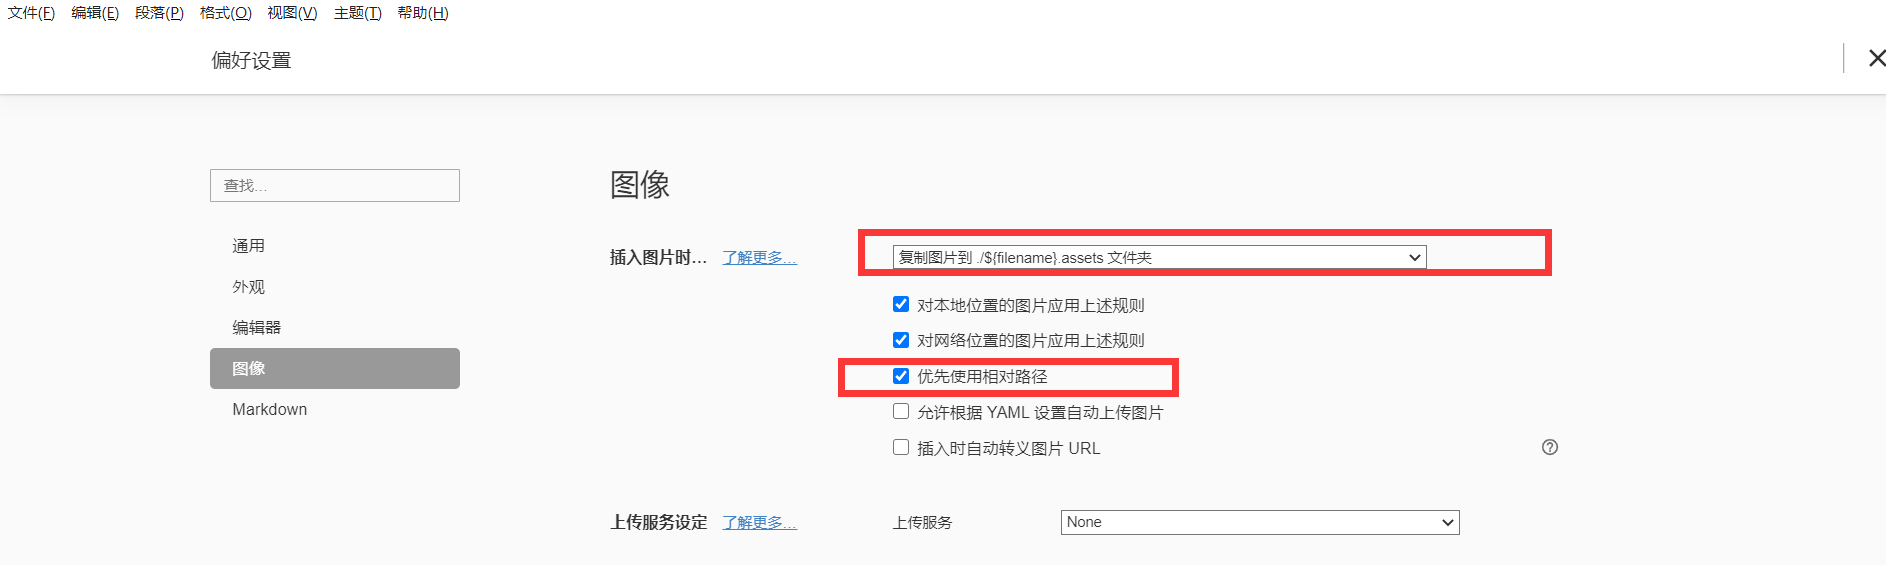 文件(F) 编辑(E) 段落(P) 格式(O) 视图(V) 主题(T) 帮助(H)
偏好设置
查找...
通用
外观
编辑器
图像
Markdown
图像
插入图片时... 了解更多... 复制图片到 ./${filename}.assets 文件夹
对本地位置的图片应用上述规则
对网络位置的图片应用上述规则
优先使用相对路径
允许根据 YAML 设置自动上传图片
插入时自动转义图片 URL
上传服务设定 了解更多... 上传服务 None